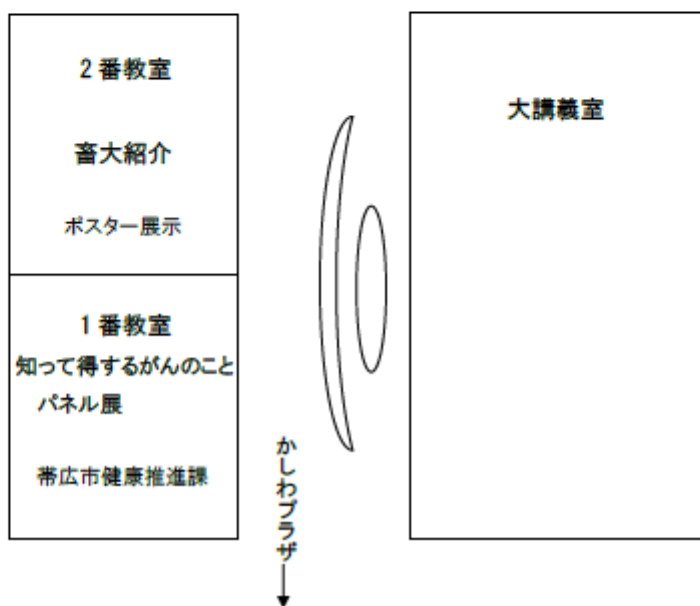 2番教室
畜大紹介
ポスター展示
1番教室
知って得するがんのこと
パネル展
帯広市健康推進課
かしわプラザ
大講義室